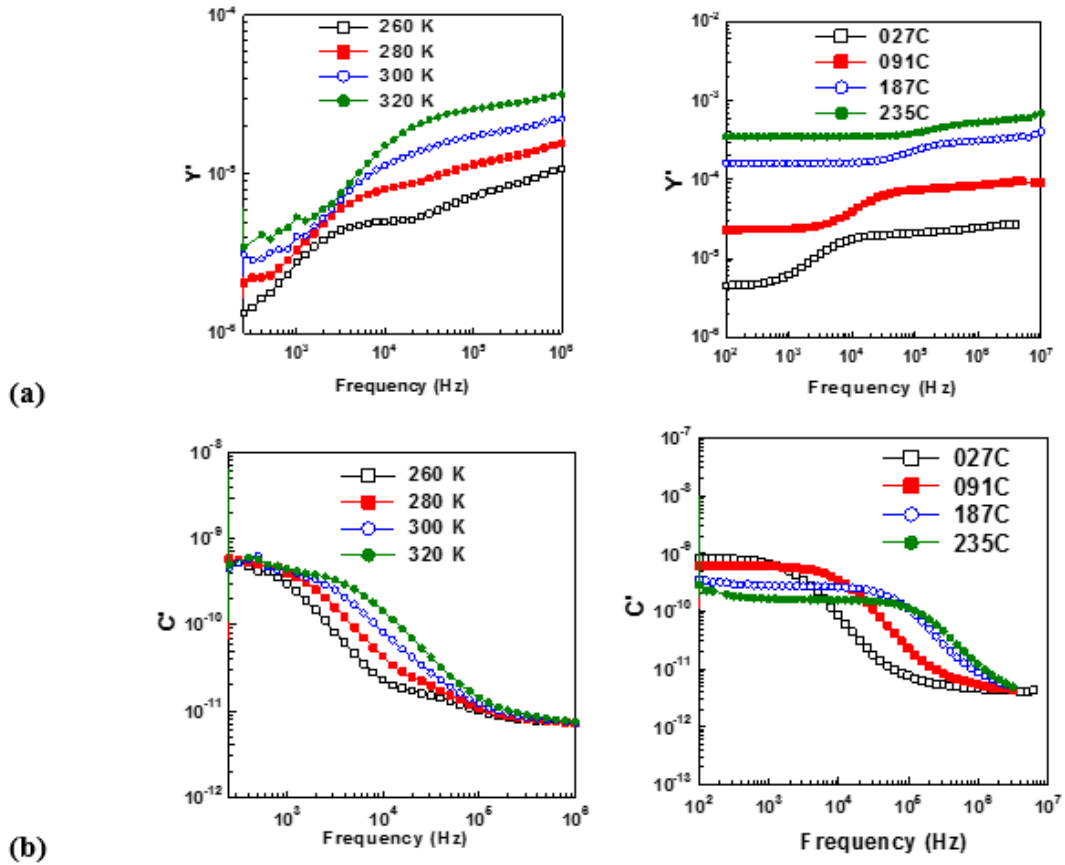 10⁻⁴
10⁻⁵
10⁻⁶
Y'
260 K
280 K
300 K
320 K
10³
10⁴
10⁵
10⁶
Frequency (Hz)
10⁻²
10⁻³
10⁻⁴
10⁻⁵
10⁻⁶
Y'
027C
091C
187C
235C
10²
10³
10⁴
10⁵
10⁶
10⁷
Frequency (Hz)
(a)
10⁻⁸
10⁻⁹
10⁻¹⁰
10⁻¹¹
10⁻¹²
C'
260 K
280 K
300 K
320 K
10³
10⁴
10⁵
10⁶
Frequency (Hz)
10⁻⁷
10⁻⁸
10⁻⁹
10⁻¹⁰
10⁻¹¹
10⁻¹²
10⁻¹³
C'
027C
091C
187C
235C
10²
10³
10⁴
10⁵
10⁶
10⁷
Frequency (Hz)
(b)